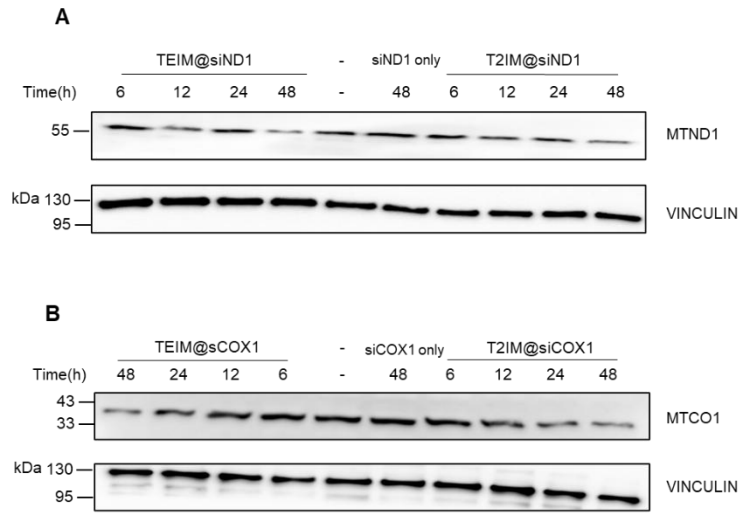 A
TEIM@siND1 - siND1 only T2IM@siND1
Time(h) 6 12 24 48 - 48 6 12 24 48
55 MTND1
kDa 130
95 VINCULIN
B
TEIM@sCOX1 - siCOX1 only T2IM@siCOX1
Time(h) 48 24 12 6 - 48 6 12 24 48
43
33 MTCO1
kDa 130
95 VINCULIN